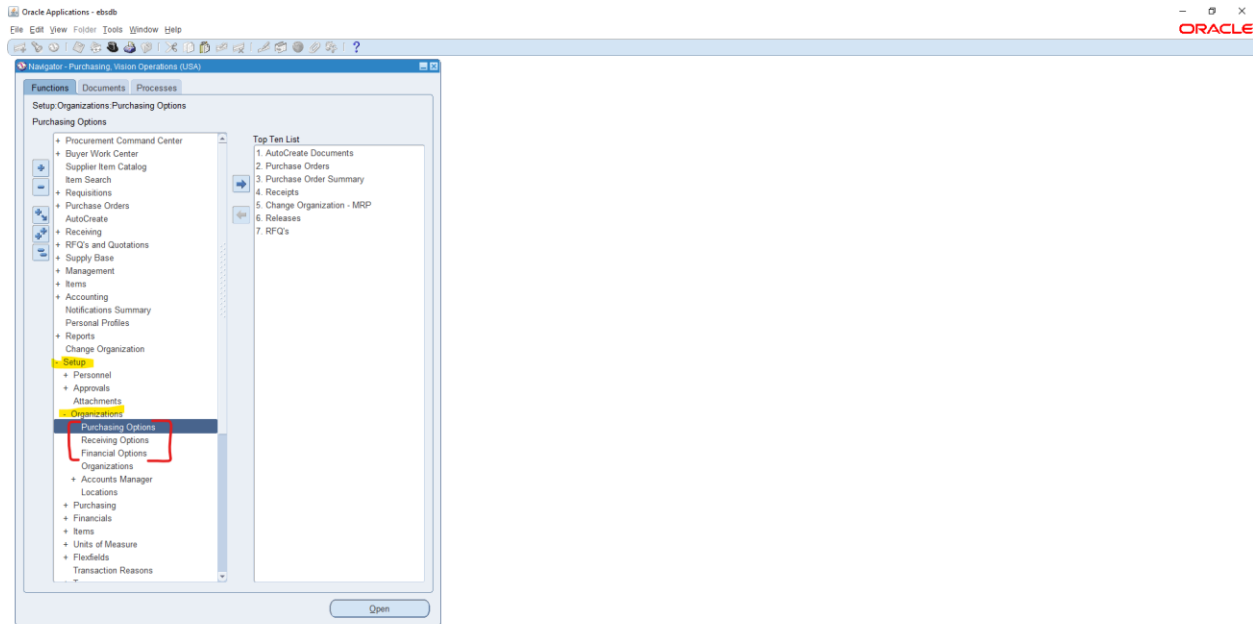 Oracle Applications - ebsdb
File Edit View Folder Tools Window Help
ORACLE
Navigator - Purchasing, Vision Operations (USA)
Functions Documents Processes
Setup:Organizations:Purchasing Options
Purchasing Options
+ Procurement Command Center
+ Buyer Work Center
Supplier Item Catalog
Item Search
+ Requisitions
+ Purchase Orders
AutoCreate
+ Receiving
+ RFQ's and Quotations
+ Supply Base
+ Management
+ Items
+ Accounting
Notifications Summary
Personal Profiles
+ Reports
Change Organization
- Setup
+ Personnel
+ Approvals
Attachments
- Organizations
Purchasing Options
Receiving Options
Financial Options
Organizations
+ Accounts Manager
Locations
+ Purchasing
+ Financials
+ Items
+ Units of Measure
+ Flexfields
Transaction Reasons
Top Ten List
1. AutoCreate Documents
2. Purchase Orders
3. Purchase Order Summary
4. Receipts
5. Change Organization - MRP
6. Releases
7. RFQ's
Open